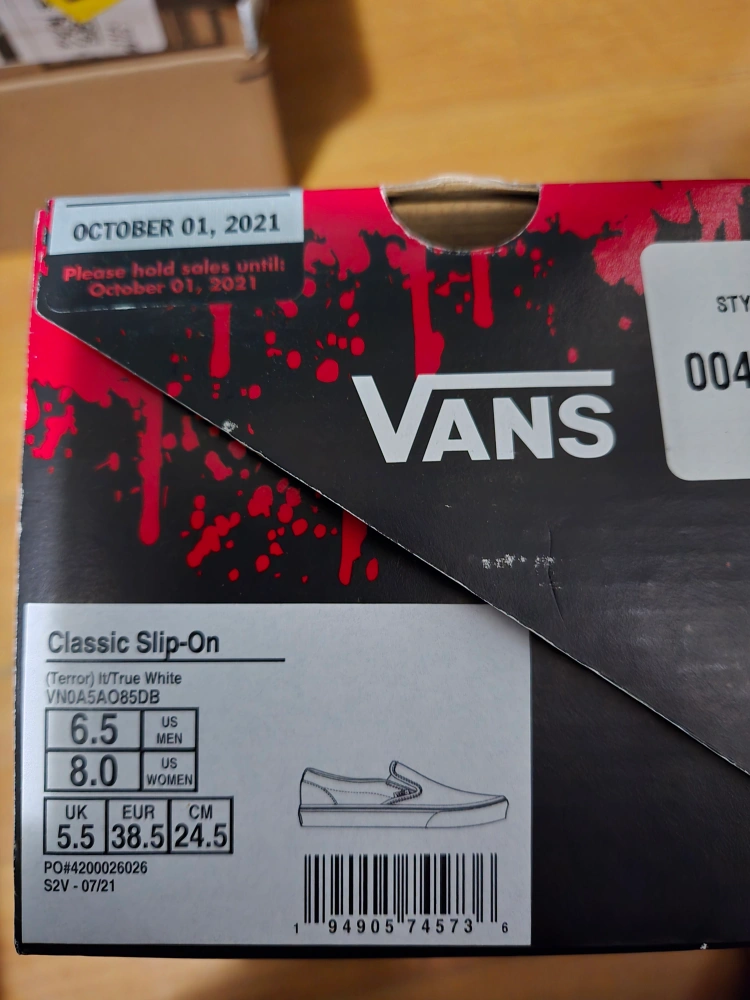 OCTOBER 01, 2021
Please hold sales until:
October 01, 2021
VANS
STY
004
Classic Slip-On
(Terror) It/True White
VN0A5AO85DB
6.5 US MEN
8.0 US WOMEN
UK EUR CM
5.5 38.5 24.5
PO#4200026026
S2V - 07/21
1 94905 74573 6